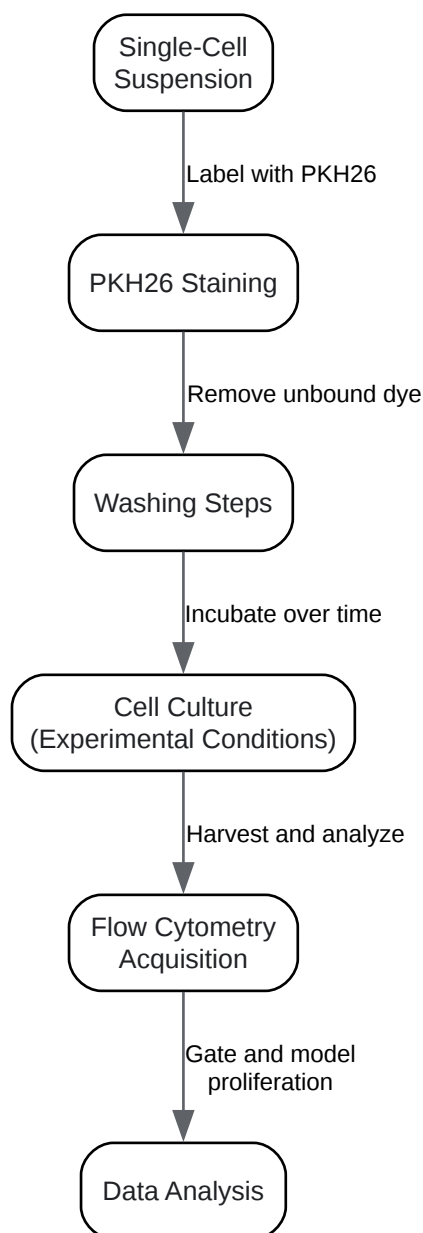 Single-Cell
Suspension
Label with PKH26
PKH26 Staining
Remove unbound dye
Washing Steps
Incubate over time
Cell Culture
(Experimental Conditions)
Harvest and analyze
Flow Cytometry
Acquisition
Gate and model
proliferation
Data Analysis